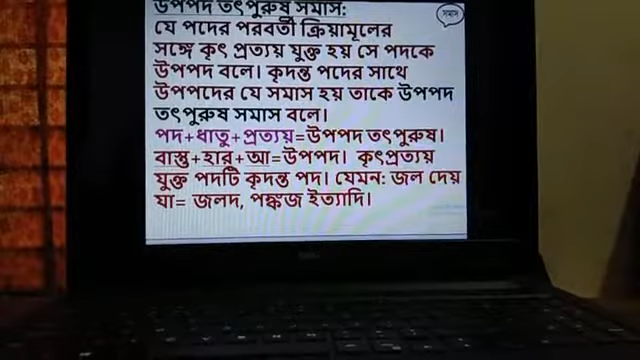 উপপদ তৎপুরুষ সমাস:
সমাস
যে পদের পরবর্তী ক্রিয়ামূলের
সঙ্গে কৃৎ প্রত্যয় যুক্ত হয় সে পদকে
উপপদ বলে। কৃদন্ত পদের সাথে
উপপদের যে সমাস হয় তাকে উপপদ
তৎপুরুষ সমাস বলে।
পদ+ধাতু+প্রত্যয়=উপপদ তৎপুরুষ।
বাস্তু+হার+আ=উপপদ। কৃৎপ্রত্যয়
যুক্ত পদটি কৃদন্ত পদ। যেমন: জল দেয়
যা= জলদ, পঙ্কজ ইত্যাদি।